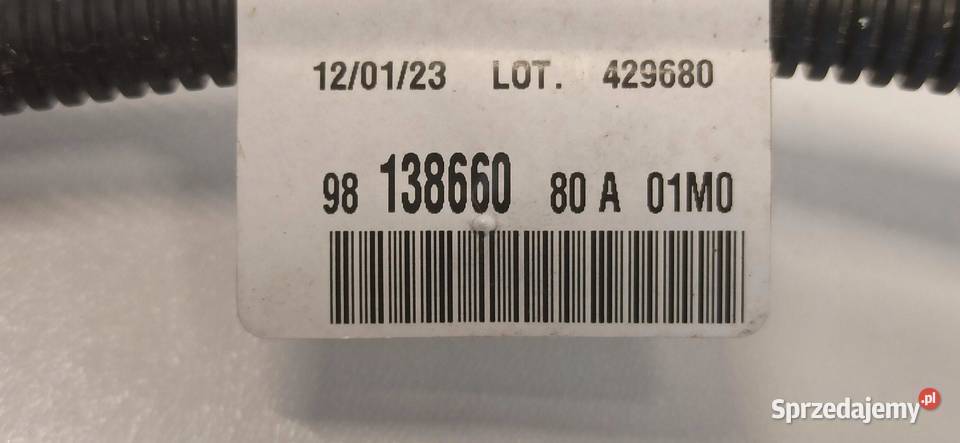 12/01/23 LOT. 429680
98 138660 80 A 01M0
Sprzedajemy.pl